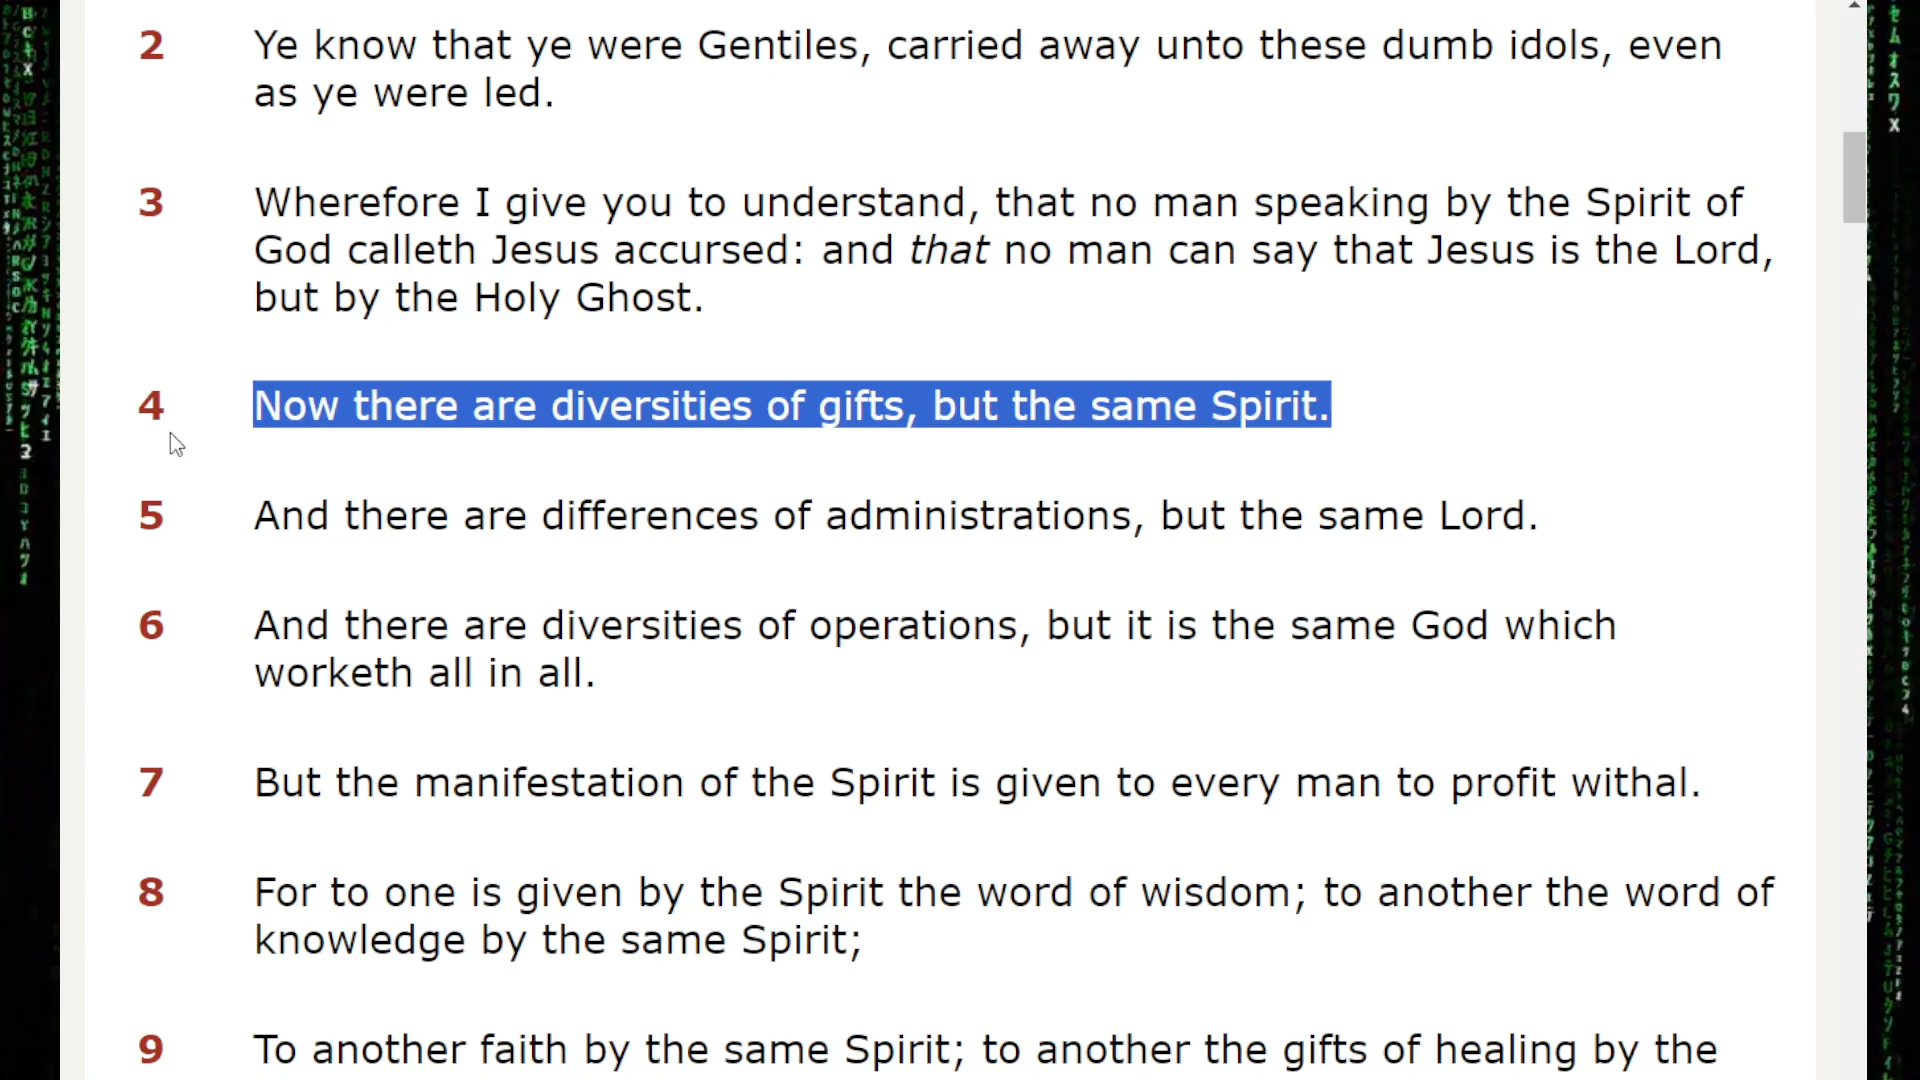 2 Ye know that ye were Gentiles, carried away unto these dumb idols, even
as ye were led.
3 Wherefore I give you to understand, that no man speaking by the Spirit of
God calleth Jesus accursed: and that no man can say that Jesus is the Lord,
but by the Holy Ghost.
4 Now there are diversities of gifts, but the same Spirit.
5 And there are differences of administrations, but the same Lord.
6 And there are diversities of operations, but it is the same God which
worketh all in all.
7 But the manifestation of the Spirit is given to every man to profit withal.
8 For to one is given by the Spirit the word of wisdom; to another the word of
knowledge by the same Spirit;
9 To another faith by the same Spirit; to another the gifts of healing by the